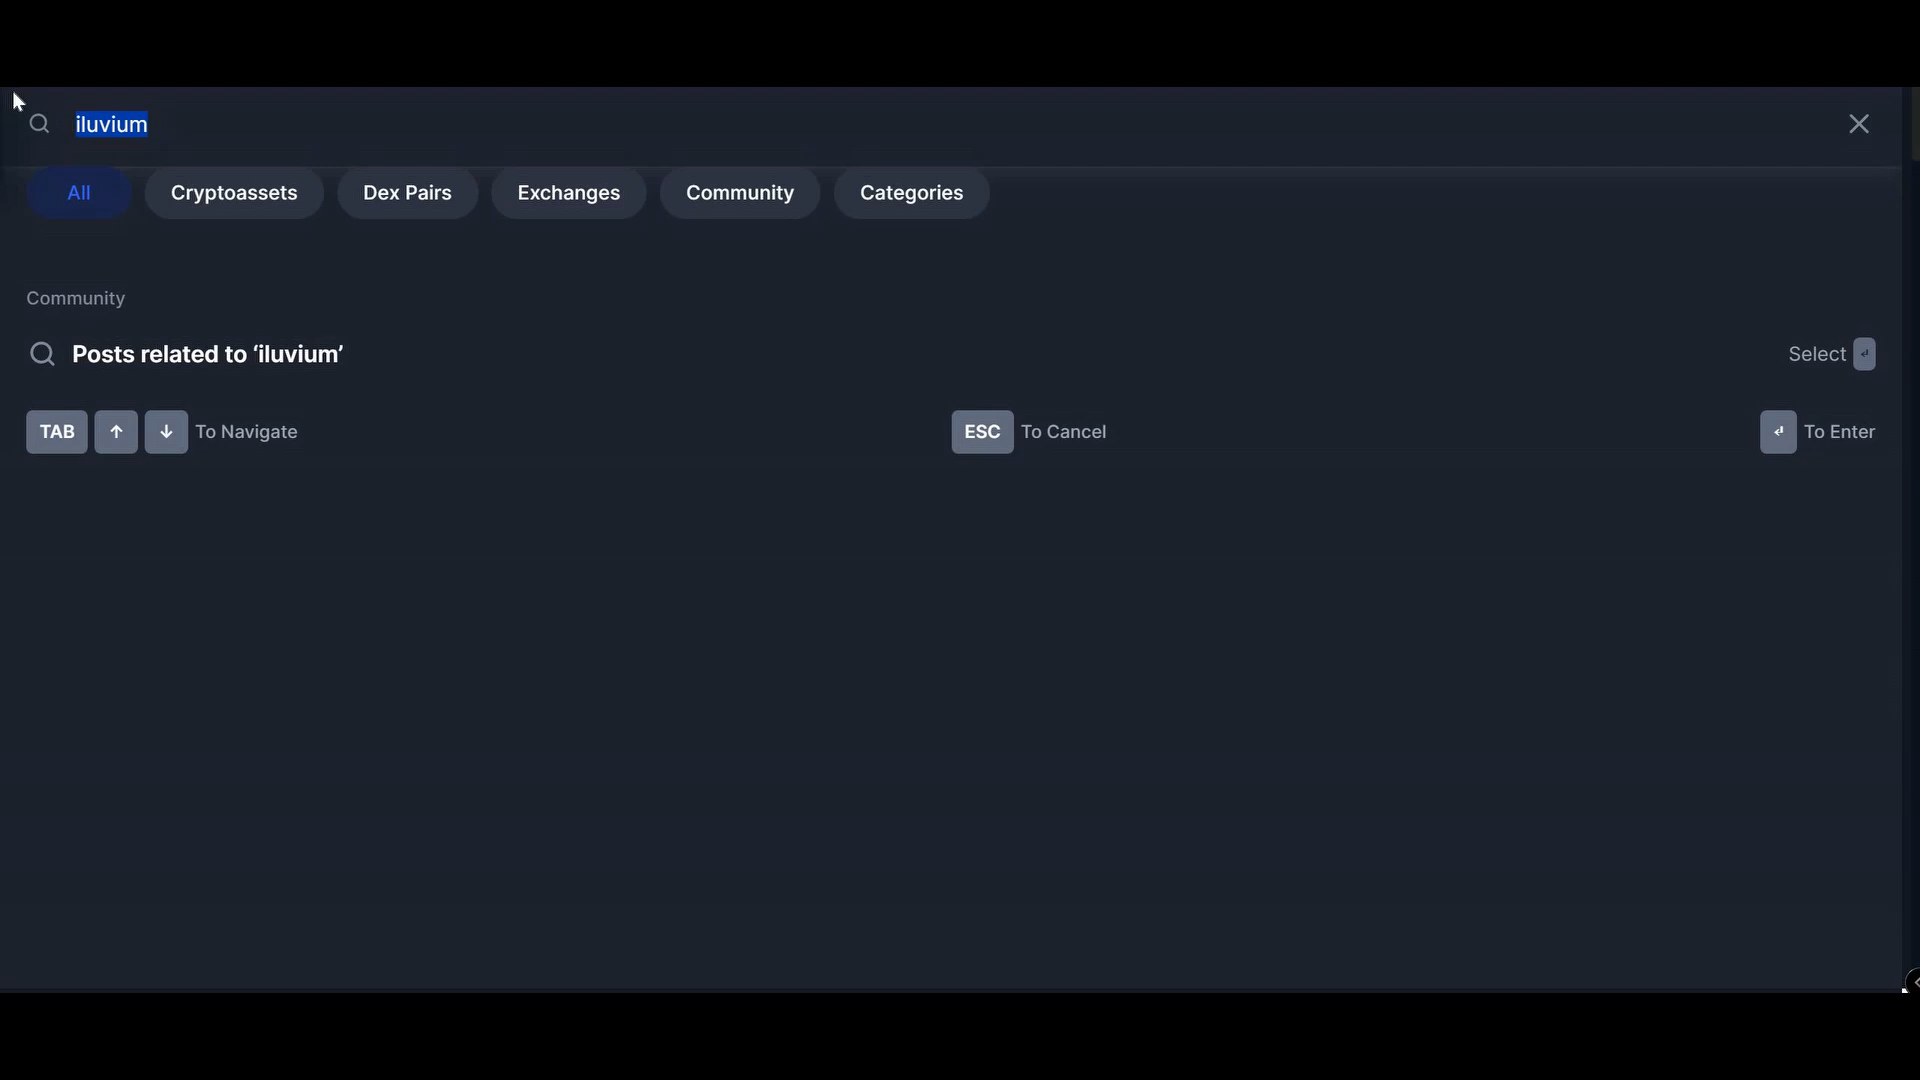 iluvium
All Cryptoassets Dex Pairs Exchanges Community Categories
Community
Posts related to ‘iluvium’ Select
TAB To Navigate ESC To Cancel To Enter